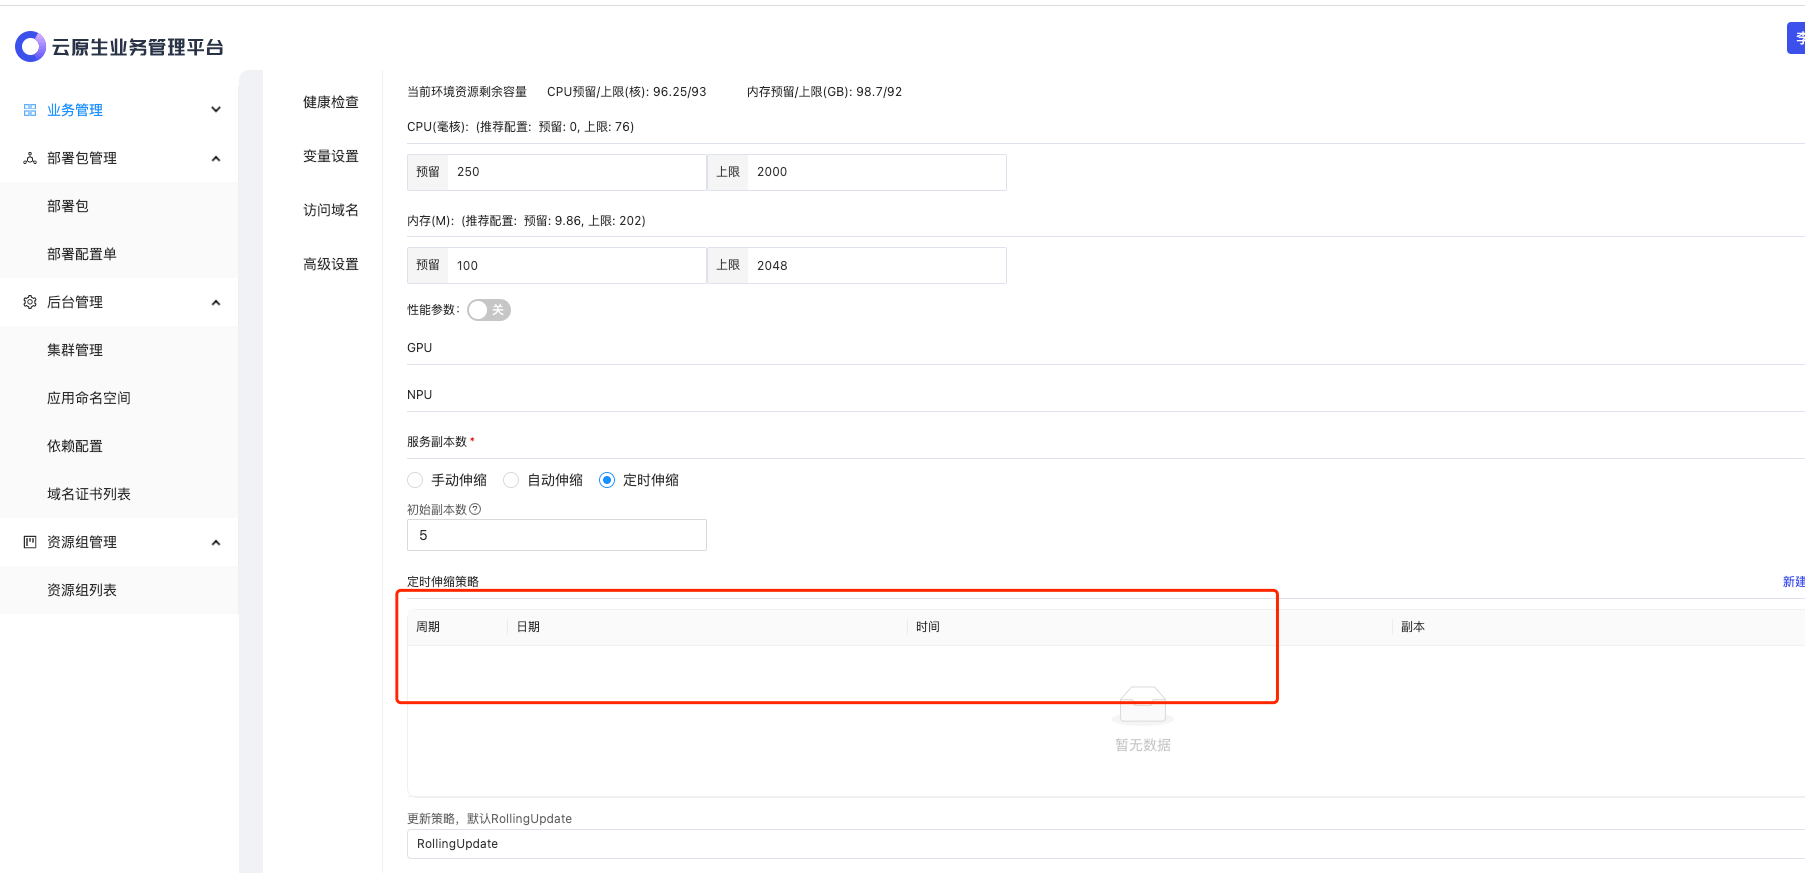 云原生业务管理平台
李
业务管理
部署包管理
部署包
部署配置单
后台管理
集群管理
应用命名空间
依赖配置
域名证书列表
资源组管理
资源组列表
健康检查
变量设置
访问域名
高级设置
当前环境资源剩余容量 CPU预留/上限(核): 96.25/93 内存预留/上限(GB): 98.7/92
CPU(毫核): (推荐配置: 预留: 0, 上限: 76)
预留 250 上限 2000
内存(M): (推荐配置: 预留: 9.86, 上限: 202)
预留 100 上限 2048
性能参数: 关
GPU
NPU
服务副本数 *
手动伸缩 自动伸缩 定时伸缩
初始副本数
5
定时伸缩策略 新建
周期 日期 时间 副本
暂无数据
更新策略，默认RollingUpdate
RollingUpdate